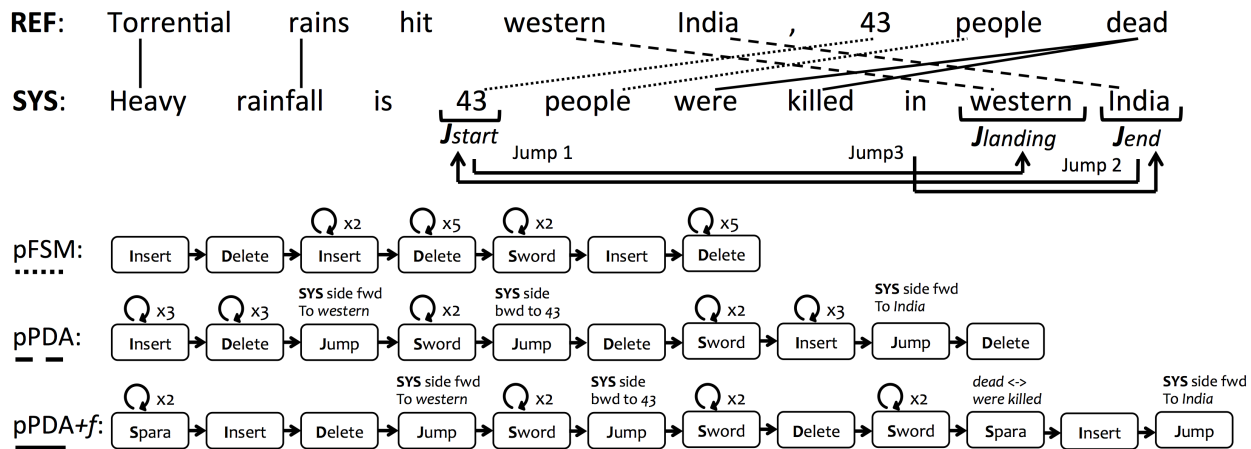 REF: Torrential rains hit western India , 43 people dead
SYS: Heavy rainfall is 43 people were killed in western India
Jstart Jlanding Jend
Jump 1 Jump3 Jump 2
x2 x5 x2 x5
pFSM: Insert Delete Insert Delete Sword Insert Delete
SYS side fwd SYS side SYS side fwd
x3 x3 To western x2 bwd to 43 x2 x3 To India
pPDA: Insert Delete Jump Sword Jump Delete Sword Insert Jump Delete
SYS side fwd SYS side dead <-> SYS side fwd
x2 To western x2 bwd to 43 x2 x2 were killed To India
pPDA+f: Spara Insert Delete Jump Sword Jump Sword Delete Sword Spara Insert Jump